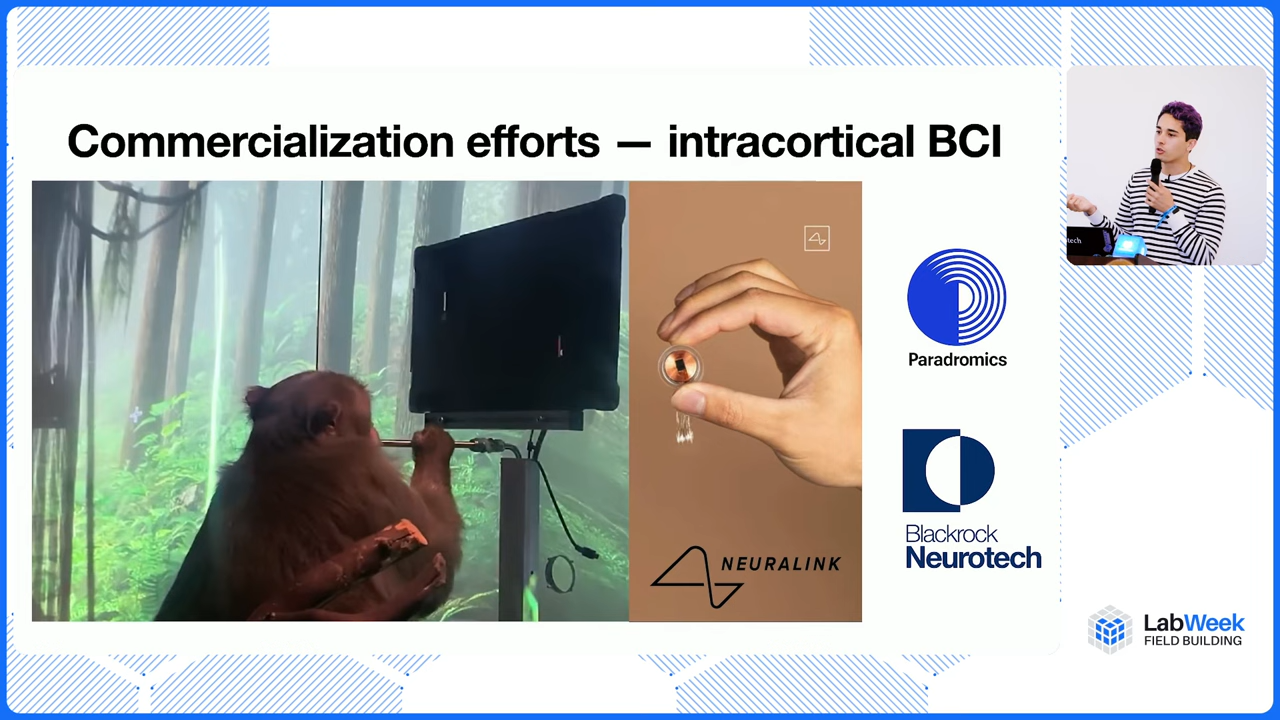 Commercialization efforts — intracortical BCI
NEURALINK
Paradromics
Blackrock
Neurotech
LabWeek
FIELD BUILDING